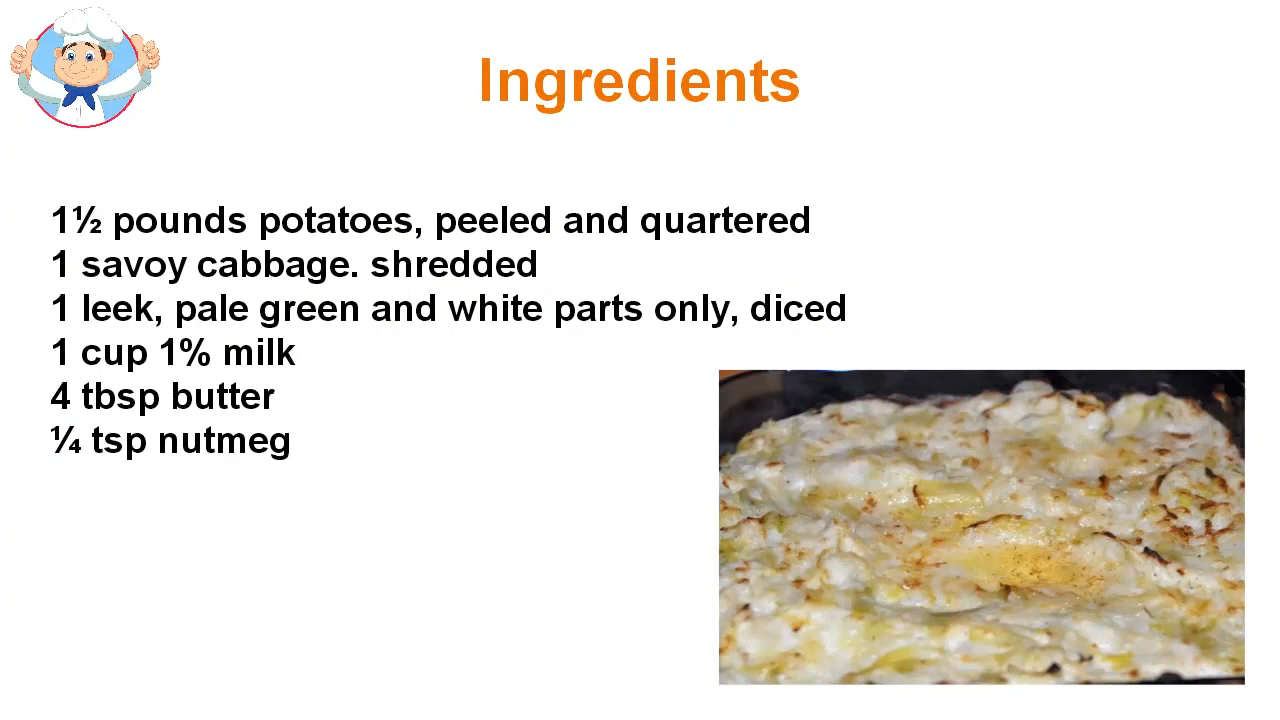 Ingredients
1½ pounds potatoes, peeled and quartered
1 savoy cabbage. shredded
1 leek, pale green and white parts only, diced
1 cup 1% milk
4 tbsp butter
¼ tsp nutmeg